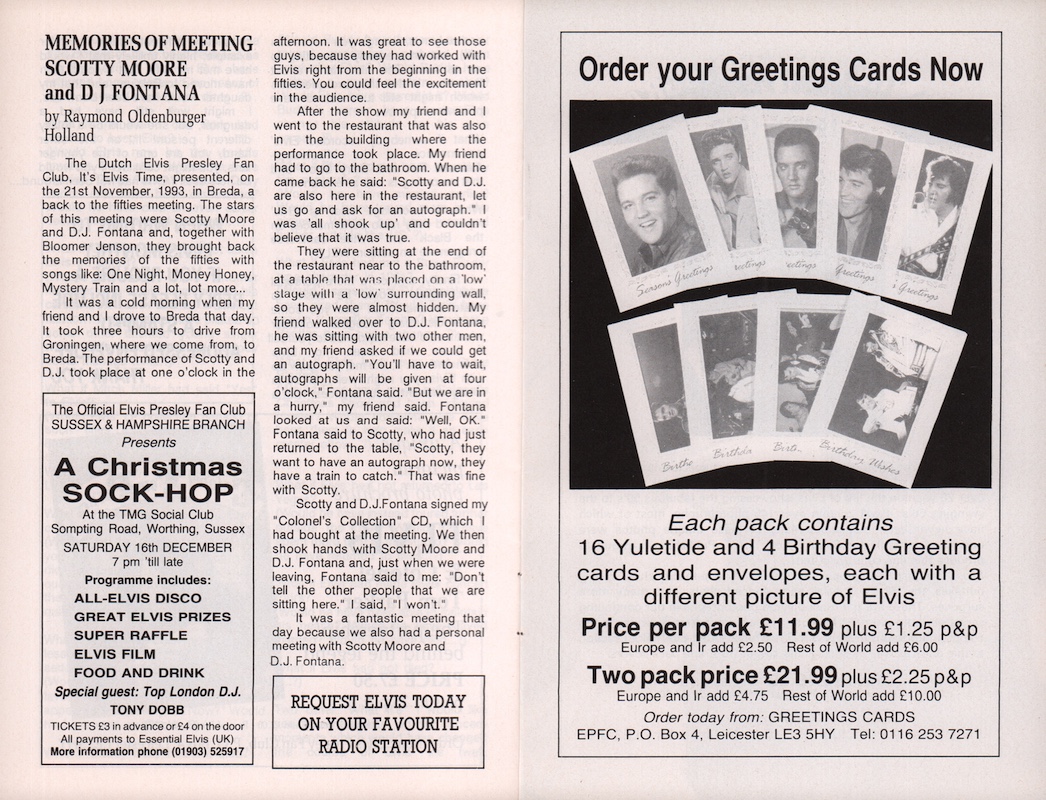 MEMORIES OF MEETING
SCOTTY MOORE
and D J FONTANA
by Raymond Oldenburger
Holland
The Dutch Elvis Presley Fan
Club, It's Elvis Time, presented, on
the 21st November, 1993, in Breda, a
back to the fifties meeting. The stars
of this meeting were Scotty Moore
and D.J. Fontana and, together with
Bloomer Jenson, they brought back
the memories of the fifties with
songs like: One Night, Money Honey,
Mystery Train and a lot, lot more...
It was a cold morning when my
friend and I drove to Breda that day.
It took three hours to drive from
Groningen, where we come from, to
Breda. The performance of Scotty and
D.J. took place at one o'clock in the
afternoon. It was great to see those
guys, because they had worked with
Elvis right from the beginning in the
fifties. You could feel the excitement
in the audience.
After the show my friend and I
went to the restaurant that was also
in the building where the
performance took place. My friend
had to go to the bathroom. When he
came back he said: "Scotty and D.J.
are also here in the restaurant, let
us go and ask for an autograph." I
was 'all shook up' and couldn't
believe that it was true.
They were sitting at the end of
the restaurant near to the bathroom,
at a table that was placed on a 'low'
stage with a 'low' surrounding wall,
so they were almost hidden. My
friend walked over to D.J. Fontana,
he was sitting with two other men,
and my friend asked if we could get
an autograph. "You'll have to wait,
autographs will be given at four
o'clock," Fontana said. "But we are in
a hurry," my friend said. Fontana
looked at us and said: "Well, OK."
Fontana said to Scotty, who had just
returned to the table, "Scotty, they
want to have an autograph now, they
have a train to catch." That was fine
with Scotty.
Scotty and D.J.Fontana signed my
"Colonel's Collection" CD, which I
had bought at the meeting. We then
shook hands with Scotty Moore and
D.J. Fontana and, just when we were
leaving, Fontana said to me: "Don't
tell the other people that we are
sitting here." I said, "I won't."
It was a fantastic meeting that
day because we also had a personal
meeting with Scotty Moore and
D.J. Fontana.
The Official Elvis Presley Fan Club
SUSSEX & HAMPSHIRE BRANCH
Presents
A Christmas
SOCK-HOP
At the TMG Social Club
Sompting Road, Worthing, Sussex
SATURDAY 16th DECEMBER
7 pm 'till late
Programme includes:
ALL-ELVIS DISCO
GREAT ELVIS PRIZES
SUPER RAFFLE
ELVIS FILM
FOOD AND DRINK
Special guest: Top London D.J.
TONY DOBB
TICKETS £3 in advance or £4 on the door
All payments to Essential Elvis (UK)
More information phone (01903) 525917
REQUEST ELVIS TODAY
ON YOUR FAVOURITE
RADIO STATION
Order your Greetings Cards Now
Season's Greetings
reetings
eetings
Greetings
s Greetings
Birthd
Birthda
Birt
Birthday Wishes
Each pack contains
16 Yuletide and 4 Birthday Greeting
cards and envelopes, each with a
different picture of Elvis
Price per pack £11.99 plus £1.25 p&p
Europe and Ir add £2.50 Rest of World add £6.00
Two pack price £21.99 plus £2.25 p&p
Europe and Ir add £4.75 Rest of World add £10.00
Order today from: GREETINGS CARDS
EPFC, P.O. Box 4, Leicester LE3 5HY Tel: 0116 253 7271